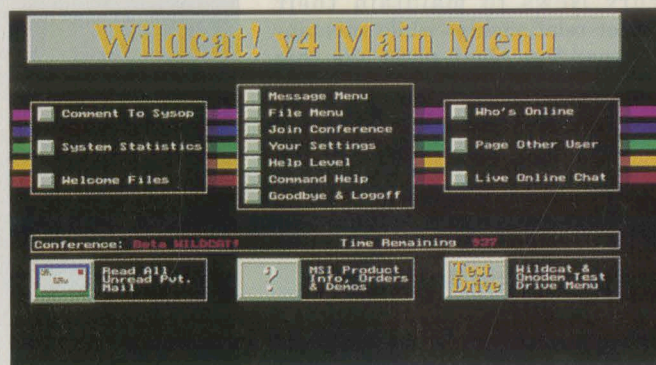 Wildcat! v4 Main Menu
Comment To Sysop
System Statistics
Welcome Files
Message Menu
File Menu
Join Conference
Your Settings
Help Level
Command Help
Goodbye & Logoff
Who's Online
Page Other User
Live Online Chat
Conference: Beta WILDCAT! Time Remaining 937
Read All
Unread Pvt.
Mail
?
MSI Product
Info, Orders
& Demos
Test
Drive
Wildcat &
Qmodem Test
Drive Menu